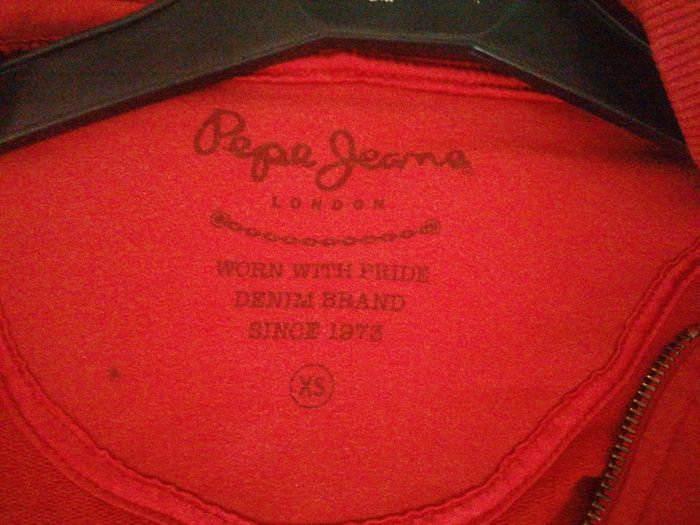 Pepe Jeans
LONDON
WORN WITH PRIDE
DENIM BRAND
SINCE 1973
XS